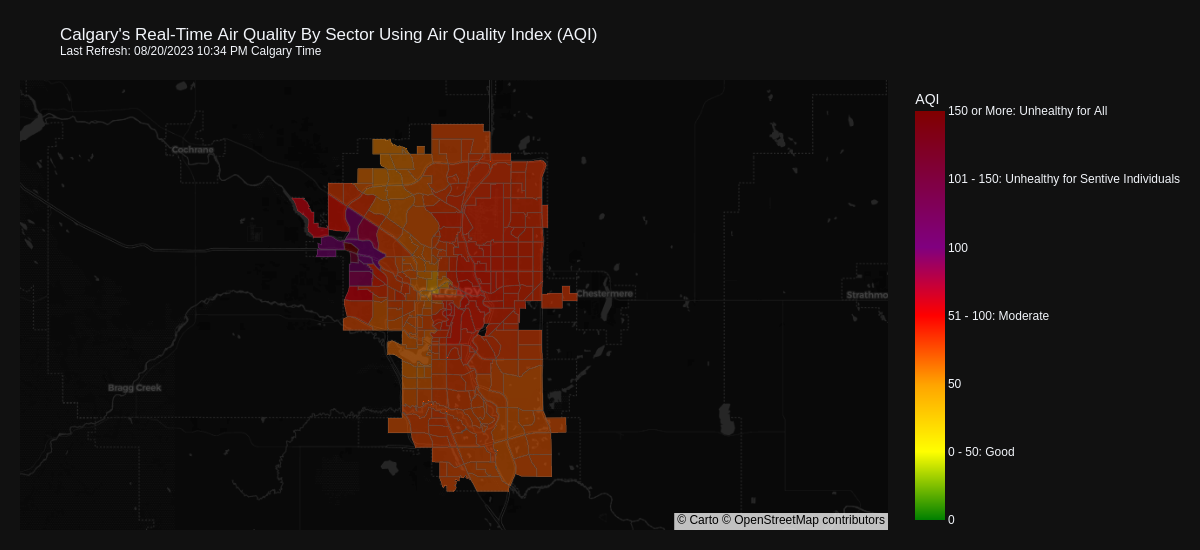 Calgary's Real-Time Air Quality By Sector Using Air Quality Index (AQI)
Last Refresh: 08/20/2023 10:34 PM Calgary Time
AQI
150 or More: Unhealthy for All
Cochrane
101 - 150: Unhealthy for Sentive Individuals
100
CALGARY
Chestermere
Strathmo
51 - 100: Moderate
Bragg Creek
50
0 - 50: Good
© Carto © OpenStreetMap contributors
0